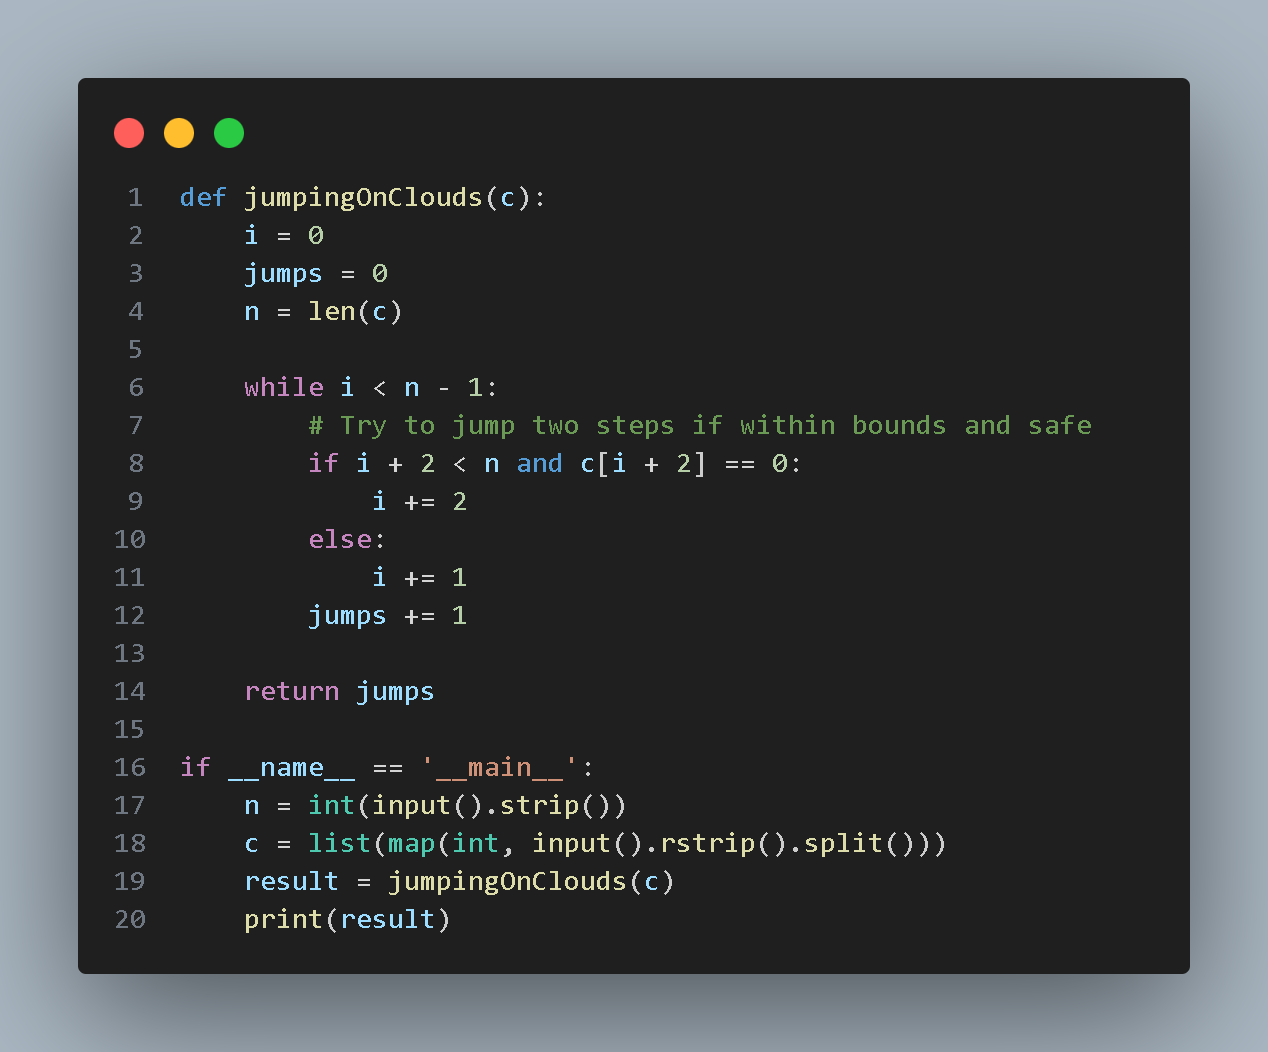 1 def jumpingOnClouds(c):
2     i = 0
3     jumps = 0
4     n = len(c)
5
6     while i < n - 1:
7         # Try to jump two steps if within bounds and safe
8         if i + 2 < n and c[i + 2] == 0:
9             i += 2
10         else:
11             i += 1
12         jumps += 1
13
14     return jumps
15
16 if __name__ == '__main__':
17     n = int(input().strip())
18     c = list(map(int, input().rstrip().split()))
19     result = jumpingOnClouds(c)
20     print(result)